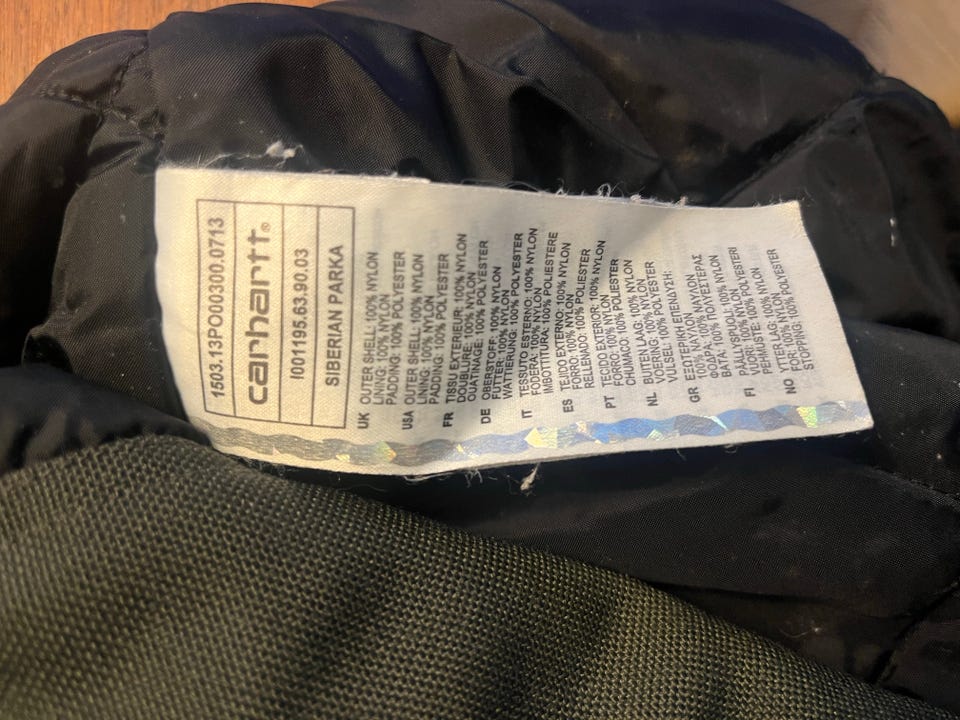 1503.13PO00300.0713
carhartt®
I001195.63.90.03
SIBERIAN PARKA
UK OUTER SHELL: 100% NYLON
LINING: 100% NYLON
PADDING: 100% POLYESTER
USA OUTER SHELL: 100% NYLON
LINING: 100% NYLON
PADDING: 100% POLYESTER
FR TISSU EXTERIEUR: 100% NYLON
DOUBLURE: 100% NYLON
OUATINAGE: 100% POLYESTER
DE OBERSTOFF: 100% NYLON
FUTTER: 100% NYLON
WATTIERUNG: 100% POLYESTER
IT TESSUTO ESTERNO: 100% NYLON
FODERA: 100% NYLON
IMBOTTITURA: 100% POLIESTERE
ES TEJIDO EXTERNO: 100% NYLON
FORRO: 100% NYLON
RELLENADO: 100% POLIESTER
PT TECIDO EXTERIOR: 100% NYLON
FORRO: 100% NYLON
CHUMACO: 100% POLIESTER
NL BUITEN LAG: 100% NYLON
VOERING: 100% NYLON
VULSEL: 100% POLYESTER
GR ΕΞΩΤΕΡΙΚΗ ΕΠΕΝΔΥΣΗ:
100% ΝΑΥΛΟΝ
ΦΟΔΡΑ: 100% ΝΑΥΛΟΝ
ΒΑΤΑ: 100% ΠΟΛΥΕΣΤΕΡΑΣ
FI PÄÄLLYSPUOLI: 100% NYLON
VUORI: 100% NYLON
PEHMUSTE: 100% POLYESTERI
NO YTTER LAG: 100% NYLON
FOR: 100% NYLON
STOPPING: 100% POLYESTER